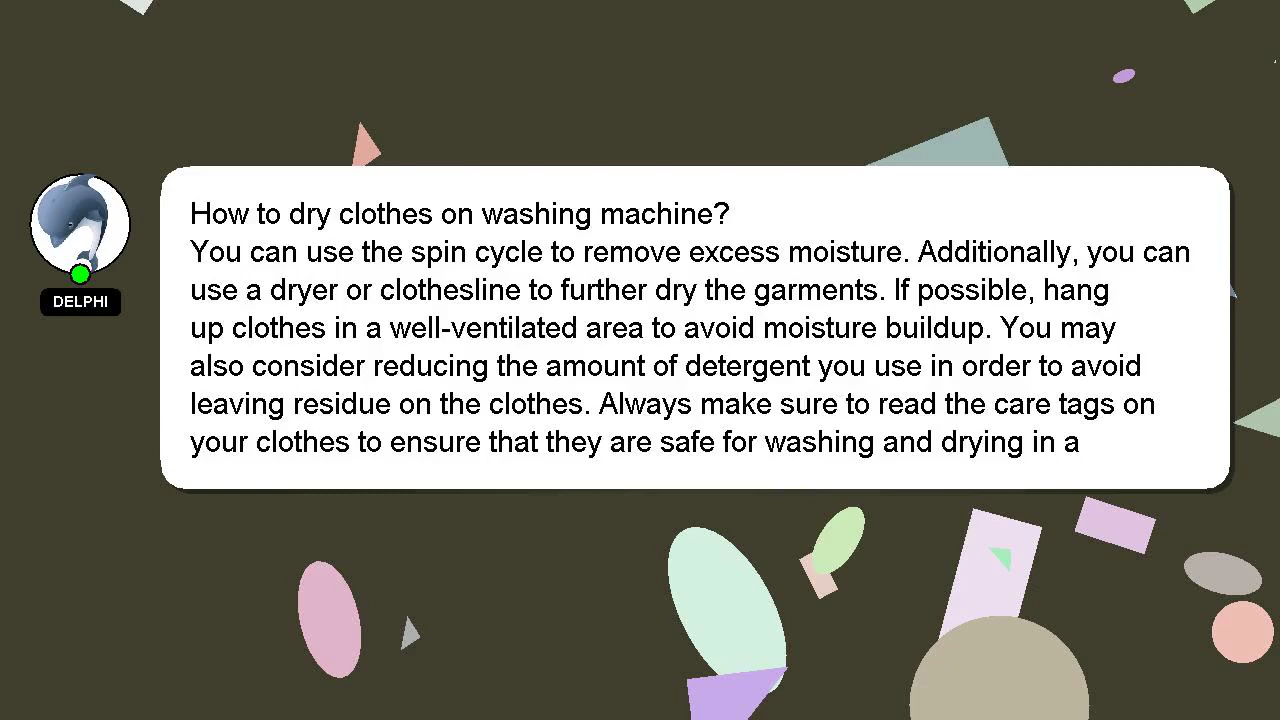 How to dry clothes on washing machine?
You can use the spin cycle to remove excess moisture. Additionally, you can
use a dryer or clothesline to further dry the garments. If possible, hang
up clothes in a well-ventilated area to avoid moisture buildup. You may
also consider reducing the amount of detergent you use in order to avoid
leaving residue on the clothes. Always make sure to read the care tags on
your clothes to ensure that they are safe for washing and drying in a
DELPHI